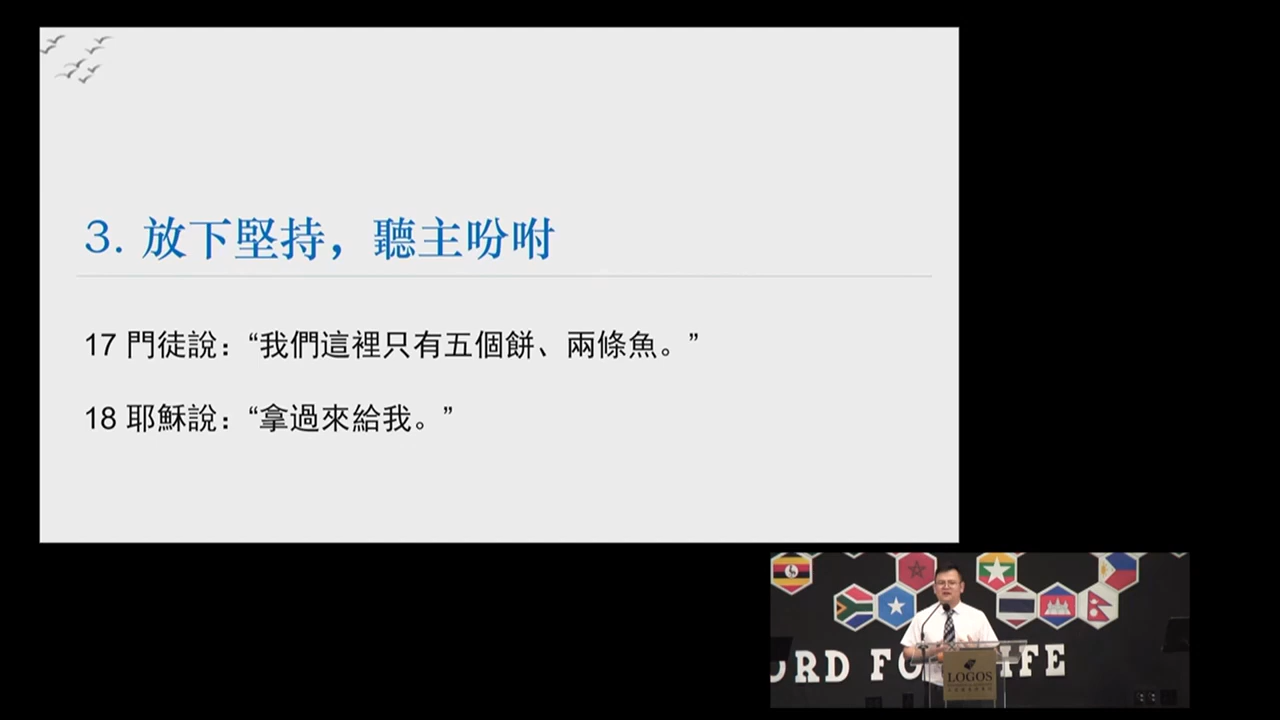 3. 放下堅持，聽主吩咐
17 門徒說：“我們這裡只有五個餅、兩條魚。”
18 耶穌說：“拿過來給我。”
ORD FO IFE
LOGOS